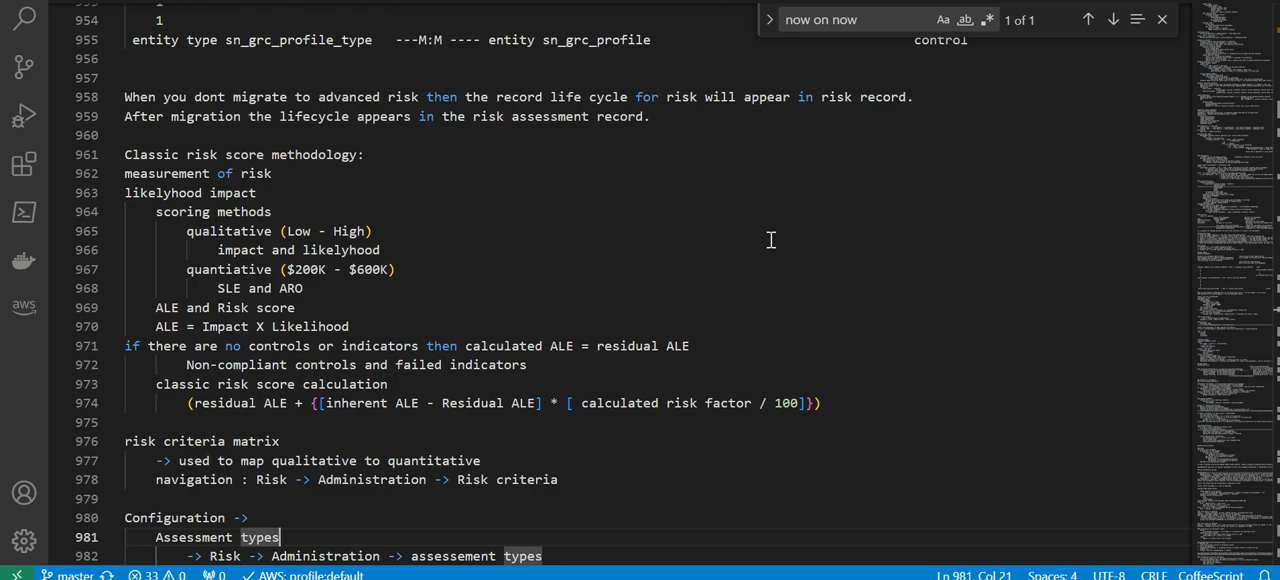 now on now
Aa ab, .* 1 of 1
954 1
955 entity type sn_grc_profile_type ---M:M ---- entity sn_grc_profile control
956
957
958 When you dont migrate to advanced risk then the record life cycle for risk will appear in risk record.
959 After migration the lifecycle appears in the risk assessment record.
960
961 Classic risk score methodology:
962 measurement of risk
963 likelyhood impact
964 scoring methods
965 qualitative (Low - High)
966 impact and likelyhood
967 quantiative ($200K - $600K)
968 SLE and ARO
969 ALE and Risk score
970 ALE = Impact X Likelihood
971 if there are no controls or indicators then calculated ALE = residual ALE
972 Non-compliant controls and failed indicators
973 classic risk score calculation
974 (residual ALE + {[inherent ALE - Residual ALE] * [ calculated risk factor / 100]})
975
976 risk criteria matrix
977 -> used to map qualitative to quantitative
978 navigation : Risk -> Administration -> Risk criteria
979
980 Configuration ->
981 Assessment types
982 -> Risk -> Administration -> assessment types
aws
master 33 0 0 AWS: profile:default Ln 981, Col 21 Spaces: 4 UTF-8 CRLF CoffeeScript